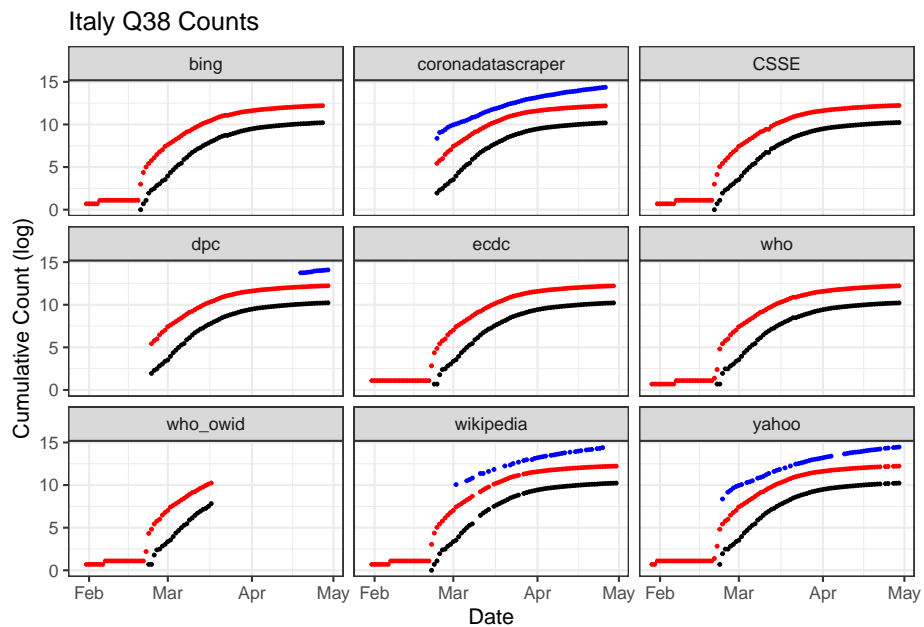 Italy Q38 Counts
bing coronadatascraper CSSE
15
10
5
0
dpc ecdc who
15
10
5
0
who_owid wikipedia yahoo
15
10
5
0
Feb Mar Apr May Feb Mar Apr May Feb Mar Apr May
Date
Cumulative Count (log)